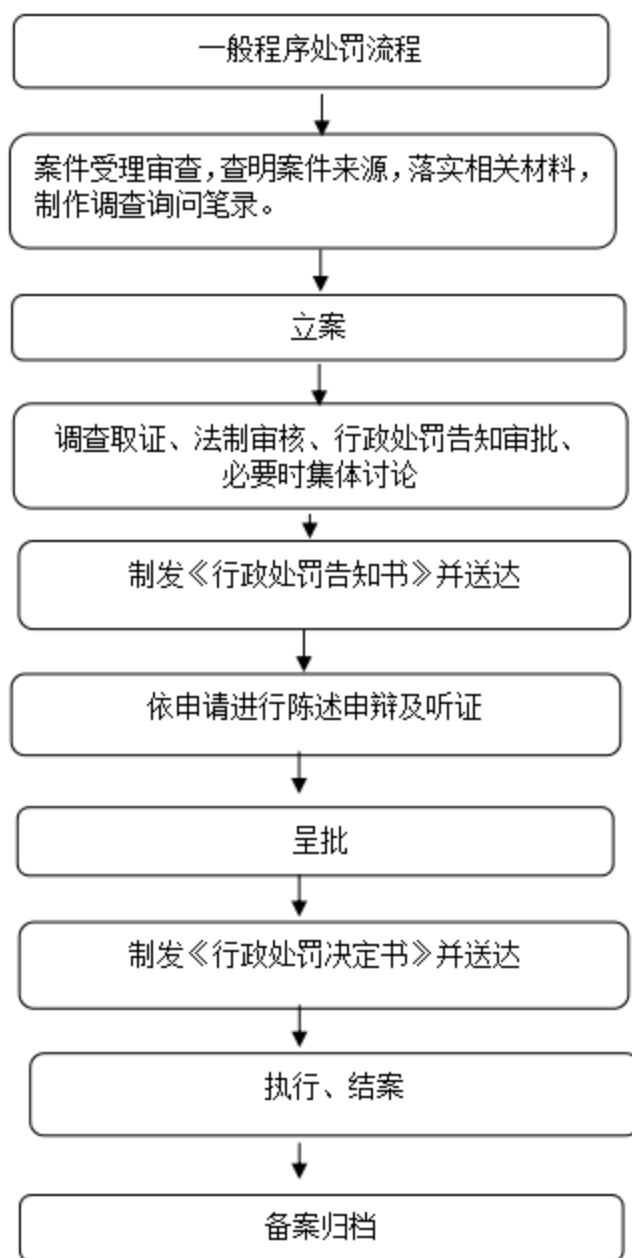 一般程序处罚流程
案件受理审查，查明案件来源，落实相关材料，
制作调查询问笔录。
立案
调查取证、法制审核、行政处罚告知审批、
必要时集体讨论
制发《行政处罚告知书》并送达
依申请进行陈述申辩及听证
呈批
制发《行政处罚决定书》并送达
执行、结案
备案归档